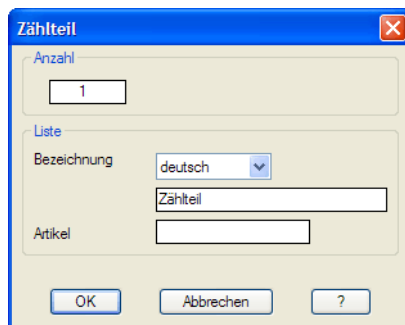 Zählteil
Anzahl
1
Liste
Bezeichnung deutsch
Zählteil
Artikel
OK Abbrechen ?